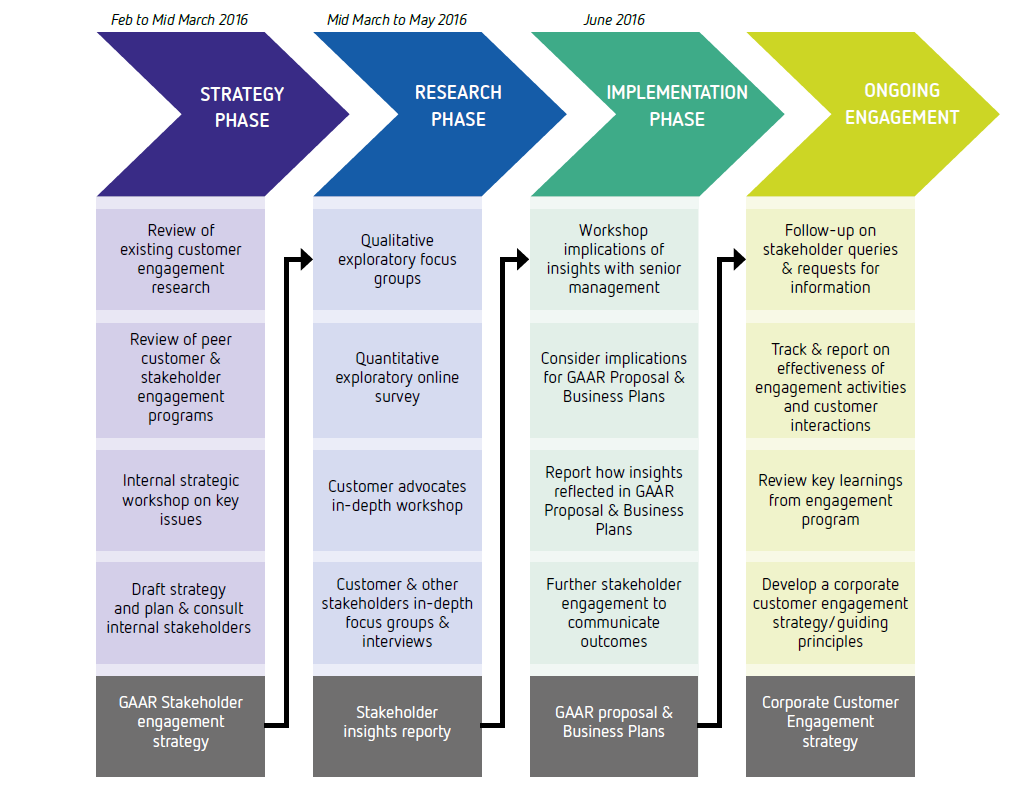 Feb to Mid March 2016
Mid March to May 2016
June 2016
STRATEGY
PHASE
RESEARCH
PHASE
IMPLEMENTATION
PHASE
ONGOING
ENGAGEMENT
Review of
existing customer
engagement
research
Review of peer
customer &
stakeholder
engagement
programs
Internal strategic
workshop on key
issues
Draft strategy
and plan & consult
internal stakeholders
GAAR Stakeholder
engagement
strategy
Qualitative
exploratory focus
groups
Quantitative
exploratory online
survey
Customer advocates
in-depth workshop
Customer & other
stakeholders in-depth
focus groups &
interviews
Stakeholder
insights reporty
Workshop
implications of
insights with senior
management
Consider implications
for GAAR Proposal &
Business Plans
Report how insights
reflected in GAAR
Proposal & Business
Plans
Further stakeholder
engagement to
communicate
outcomes
GAAR proposal &
Business Plans
Follow-up on
stakeholder queries
& requests for
information
Track & report on
effectiveness of
engagement activities
and customer
interactions
Review key learnings
from engagement
program
Develop a corporate
customer engagement
strategy/guiding
principles
Corporate Customer
Engagement
strategy